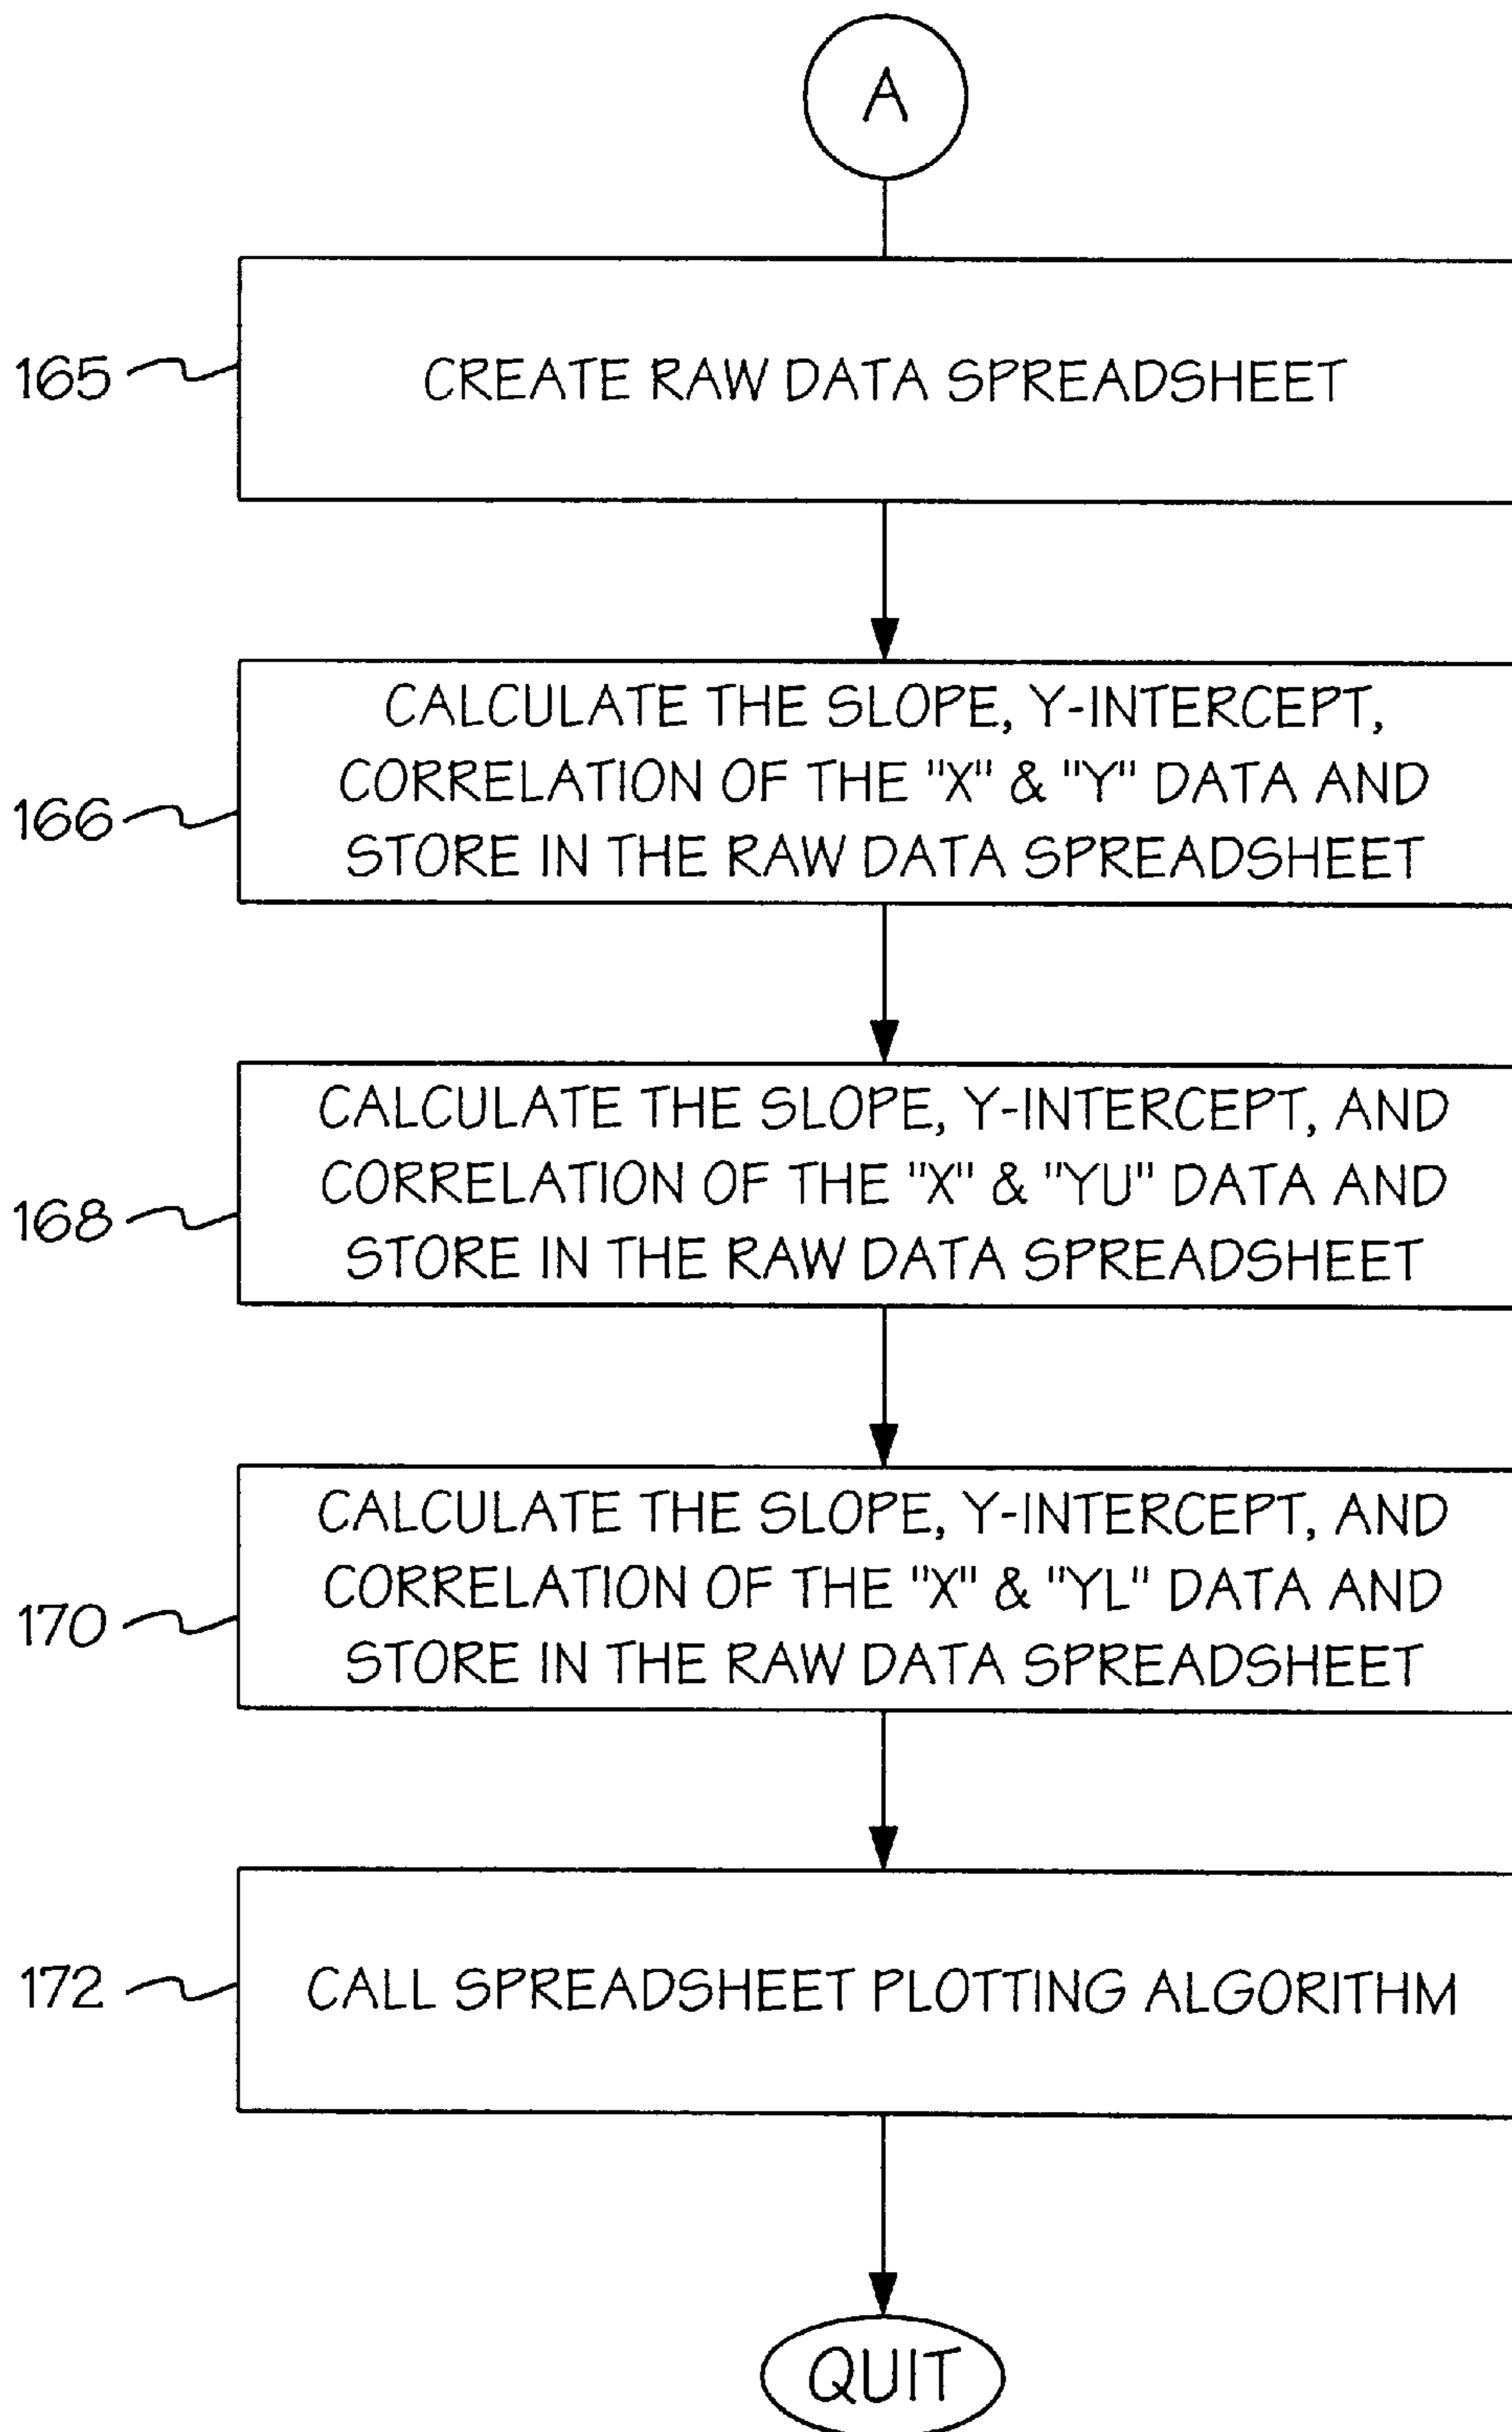 A
165
CREATE RAW DATA SPREADSHEET
166
CALCULATE THE SLOPE, Y-INTERCEPT,
CORRELATION OF THE "X" & "Y" DATA AND
STORE IN THE RAW DATA SPREADSHEET
168
CALCULATE THE SLOPE, Y-INTERCEPT, AND
CORRELATION OF THE "X" & "YU" DATA AND
STORE IN THE RAW DATA SPREADSHEET
170
CALCULATE THE SLOPE, Y-INTERCEPT, AND
CORRELATION OF THE "X" & "YL" DATA AND
STORE IN THE RAW DATA SPREADSHEET
172
CALL SPREADSHEET PLOTTING ALGORITHM
QUIT